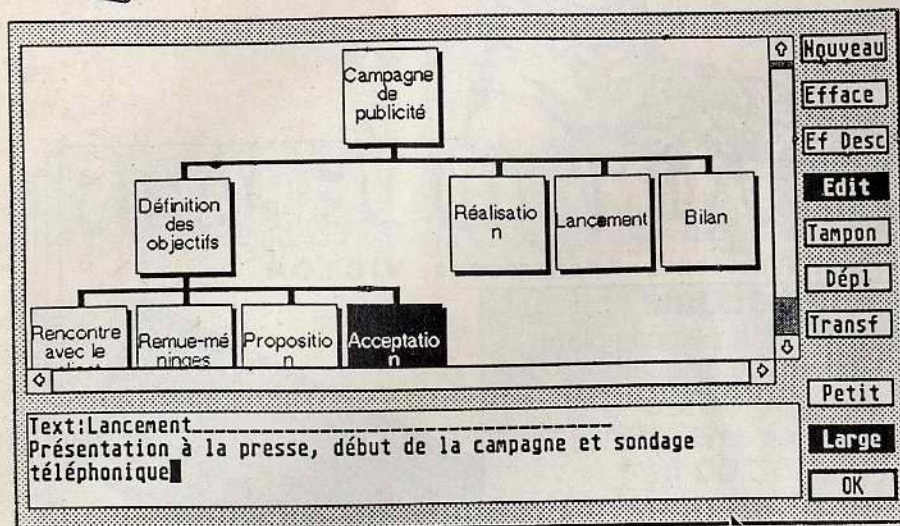 Campagne
de
publicité
Définition
des
objectifs
Réalisatio
n
Lancement
Bilan
Rencontre
avec le
client
Remue-mé
ninges
Propositio
n
Acceptatio
n
Nouveau
Efface
Ef Desc
Edit
Tampon
Dépl
Transf
Petit
Large
OK
Text:Lancement
Présentation à la presse, début de la campagne et sondage
téléphonique